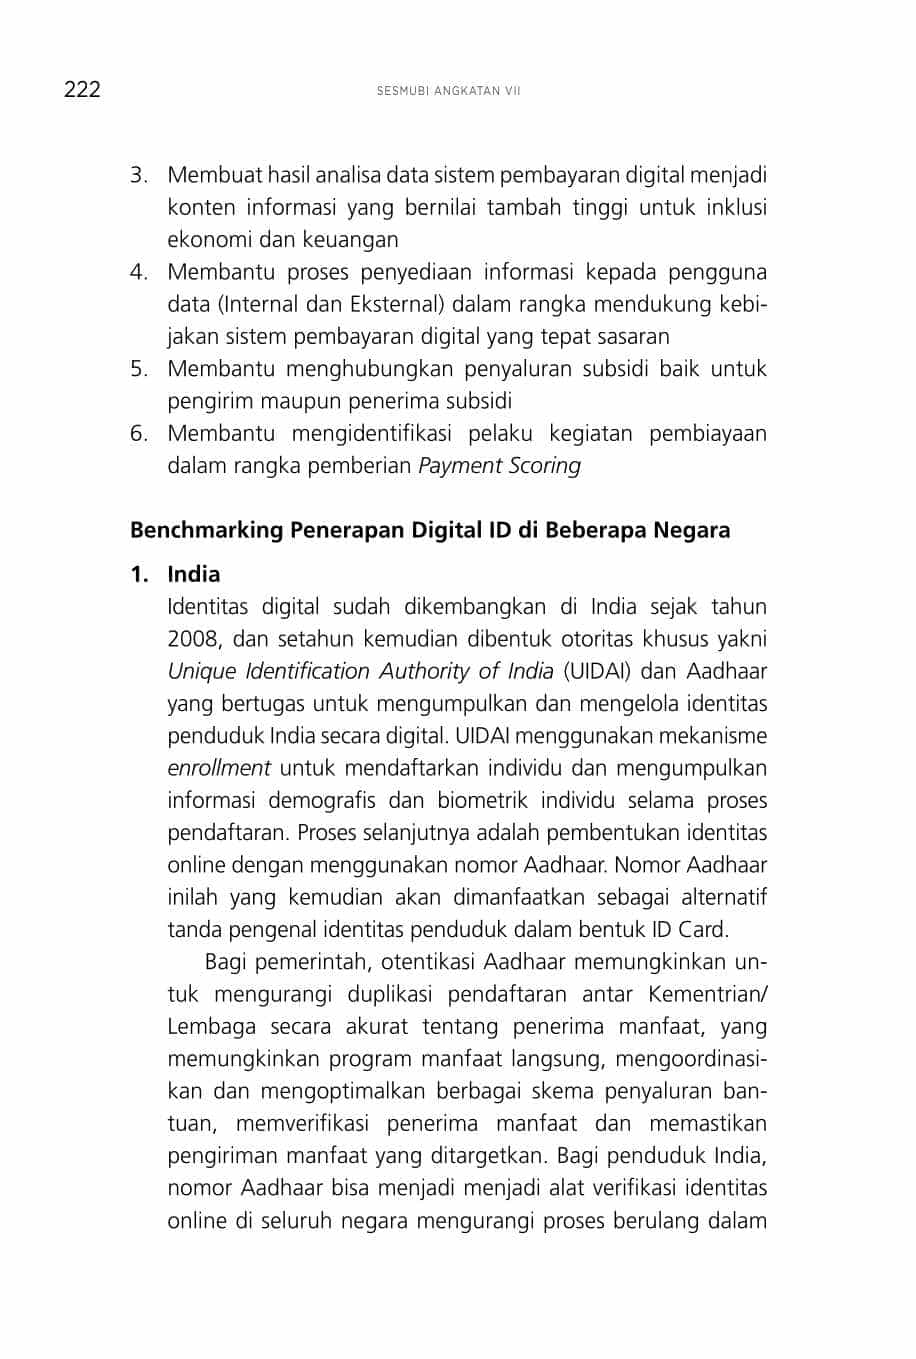 222
SESMUBI ANGKATAN VII
3. Membuat hasil analisa data sistem pembayaran digital menjadi
konten informasi yang bernilai tambah tinggi untuk inklusi
ekonomi dan keuangan
4. Membantu proses penyediaan informasi kepada pengguna
data (Internal dan Eksternal) dalam rangka mendukung kebi-
jakan sistem pembayaran digital yang tepat sasaran
5. Membantu menghubungkan penyaluran subsidi baik untuk
pengirim maupun penerima subsidi
6. Membantu mengidentifikasi pelaku kegiatan pembiayaan
dalam rangka pemberian Payment Scoring
Benchmarking Penerapan Digital ID di Beberapa Negara
1. India
Identitas digital sudah dikembangkan di India sejak tahun
2008, dan setahun kemudian dibentuk otoritas khusus yakni
Unique Identification Authority of India (UIDAI) dan Aadhaar
yang bertugas untuk mengumpulkan dan mengelola identitas
penduduk India secara digital. UIDAI menggunakan mekanisme
enrollment untuk mendaftarkan individu dan mengumpulkan
informasi demografis dan biometrik individu selama proses
pendaftaran. Proses selanjutnya adalah pembentukan identitas
online dengan menggunakan nomor Aadhaar. Nomor Aadhaar
inilah yang kemudian akan dimanfaatkan sebagai alternatif
tanda pengenal identitas penduduk dalam bentuk ID Card.
Bagi pemerintah, otentikasi Aadhaar memungkinkan un-
tuk mengurangi duplikasi pendaftaran antar Kementrian/
Lembaga secara akurat tentang penerima manfaat, yang
memungkinkan program manfaat langsung, mengoordinasi-
kan dan mengoptimalkan berbagai skema penyaluran ban-
tuan, memverifikasi penerima manfaat dan memastikan
pengiriman manfaat yang ditargetkan. Bagi penduduk India,
nomor Aadhaar bisa menjadi menjadi alat verifikasi identitas
online di seluruh negara mengurangi proses berulang dalam